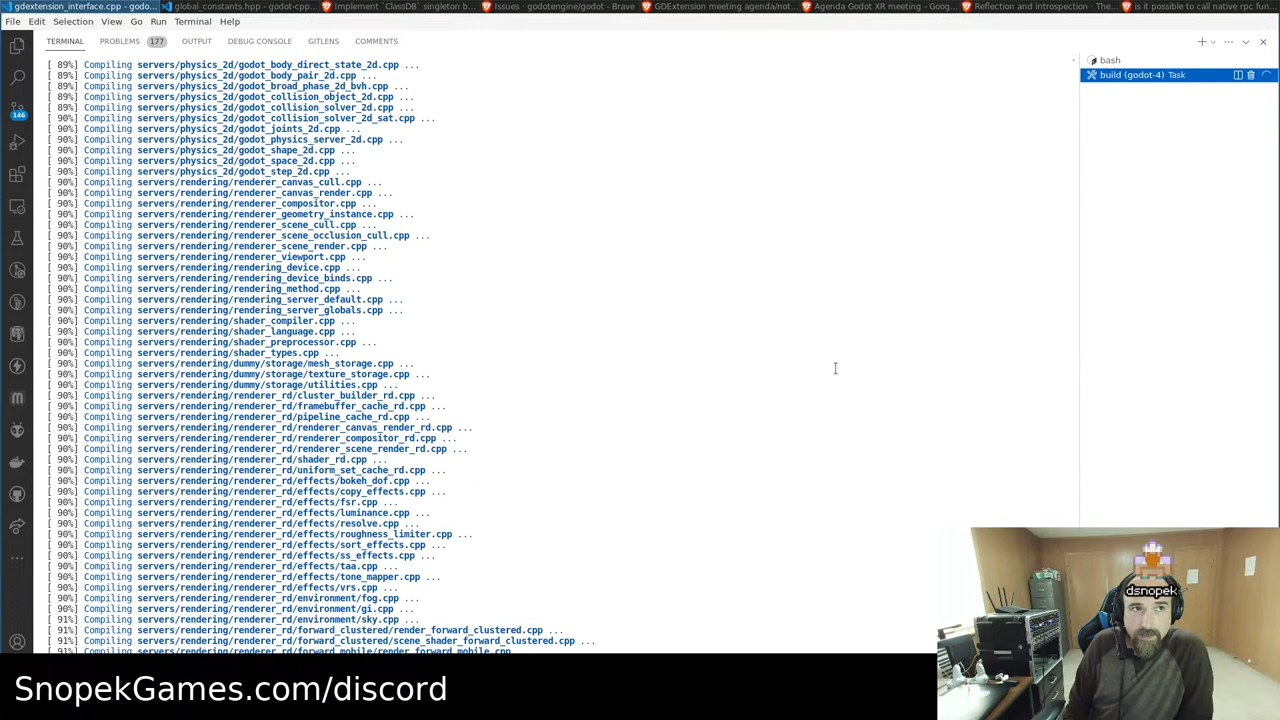 gdextension_interface.cpp - godo...
global_constants.hpp - godot-cpp...
Implement `ClassDB` singleton b...
Issues · godotengine/godot - Brave
GDExtension meeting agenda/not...
Agenda Godot XR meeting - Goog...
Reflection and introspection · The...
is it possible to call native rpc fun...
File Edit Selection View Go Run Terminal Help
TERMINAL PROBLEMS 177 OUTPUT DEBUG CONSOLE GITLENS COMMENTS
bash
build (godot-4) Task
146
[ 89%] Compiling servers/physics_2d/godot_body_direct_state_2d.cpp ...
[ 89%] Compiling servers/physics_2d/godot_body_pair_2d.cpp ...
[ 89%] Compiling servers/physics_2d/godot_broad_phase_2d_bvh.cpp ...
[ 89%] Compiling servers/physics_2d/godot_collision_object_2d.cpp ...
[ 89%] Compiling servers/physics_2d/godot_collision_solver_2d.cpp ...
[ 89%] Compiling servers/physics_2d/godot_collision_solver_2d_sat.cpp ...
[ 89%] Compiling servers/physics_2d/godot_joints_2d.cpp ...
[ 89%] Compiling servers/physics_2d/godot_physics_server_2d.cpp ...
[ 89%] Compiling servers/physics_2d/godot_shape_2d.cpp ...
[ 90%] Compiling servers/physics_2d/godot_space_2d.cpp ...
[ 90%] Compiling servers/physics_2d/godot_step_2d.cpp ...
[ 90%] Compiling servers/rendering/renderer_canvas_cull.cpp ...
[ 90%] Compiling servers/rendering/renderer_canvas_render.cpp ...
[ 90%] Compiling servers/rendering/renderer_compositor.cpp ...
[ 90%] Compiling servers/rendering/renderer_geometry_instance.cpp ...
[ 90%] Compiling servers/rendering/renderer_scene_cull.cpp ...
[ 90%] Compiling servers/rendering/renderer_scene_occlusion_cull.cpp ...
[ 90%] Compiling servers/rendering/renderer_scene_render.cpp ...
[ 90%] Compiling servers/rendering/renderer_viewport.cpp ...
[ 90%] Compiling servers/rendering/rendering_device.cpp ...
[ 90%] Compiling servers/rendering/rendering_device_binds.cpp ...
[ 90%] Compiling servers/rendering/rendering_method.cpp ...
[ 90%] Compiling servers/rendering/rendering_server_default.cpp ...
[ 90%] Compiling servers/rendering/rendering_server_globals.cpp ...
[ 90%] Compiling servers/rendering/shader_compiler.cpp ...
[ 90%] Compiling servers/rendering/shader_language.cpp ...
[ 90%] Compiling servers/rendering/shader_preprocessor.cpp ...
[ 90%] Compiling servers/rendering/shader_types.cpp ...
[ 90%] Compiling servers/rendering/dummy/storage/mesh_storage.cpp ...
[ 90%] Compiling servers/rendering/dummy/storage/texture_storage.cpp ...
[ 90%] Compiling servers/rendering/dummy/storage/utilities.cpp ...
[ 90%] Compiling servers/rendering/renderer_rd/cluster_builder_rd.cpp ...
[ 90%] Compiling servers/rendering/renderer_rd/framebuffer_cache_rd.cpp ...
[ 90%] Compiling servers/rendering/renderer_rd/pipeline_cache_rd.cpp ...
[ 90%] Compiling servers/rendering/renderer_rd/renderer_canvas_render_rd.cpp ...
[ 90%] Compiling servers/rendering/renderer_rd/renderer_compositor_rd.cpp ...
[ 90%] Compiling servers/rendering/renderer_rd/renderer_scene_render_rd.cpp ...
[ 90%] Compiling servers/rendering/renderer_rd/shader_rd.cpp ...
[ 90%] Compiling servers/rendering/renderer_rd/uniform_set_cache_rd.cpp ...
[ 90%] Compiling servers/rendering/renderer_rd/effects/bokeh_dof.cpp ...
[ 90%] Compiling servers/rendering/renderer_rd/effects/copy_effects.cpp ...
[ 90%] Compiling servers/rendering/renderer_rd/effects/fsr.cpp ...
[ 90%] Compiling servers/rendering/renderer_rd/effects/luminance.cpp ...
[ 90%] Compiling servers/rendering/renderer_rd/effects/resolve.cpp ...
[ 90%] Compiling servers/rendering/renderer_rd/effects/roughness_limiter.cpp ...
[ 90%] Compiling servers/rendering/renderer_rd/effects/sort_effects.cpp ...
[ 90%] Compiling servers/rendering/renderer_rd/effects/ss_effects.cpp ...
[ 90%] Compiling servers/rendering/renderer_rd/effects/taa.cpp ...
[ 90%] Compiling servers/rendering/renderer_rd/effects/tone_mapper.cpp ...
[ 90%] Compiling servers/rendering/renderer_rd/effects/vrs.cpp ...
[ 90%] Compiling servers/rendering/renderer_rd/environment/fog.cpp ...
[ 90%] Compiling servers/rendering/renderer_rd/environment/gi.cpp ...
[ 91%] Compiling servers/rendering/renderer_rd/environment/sky.cpp ...
[ 91%] Compiling servers/rendering/renderer_rd/forward_clustered/render_forward_clustered.cpp ...
[ 91%] Compiling servers/rendering/renderer_rd/forward_clustered/scene_shader_forward_clustered.cpp ...
[ 91%] Compiling servers/rendering/renderer_rd/forward_mobile/render_forward_mobile.cpp ...
dsnopek
SnopekGames.com/discord